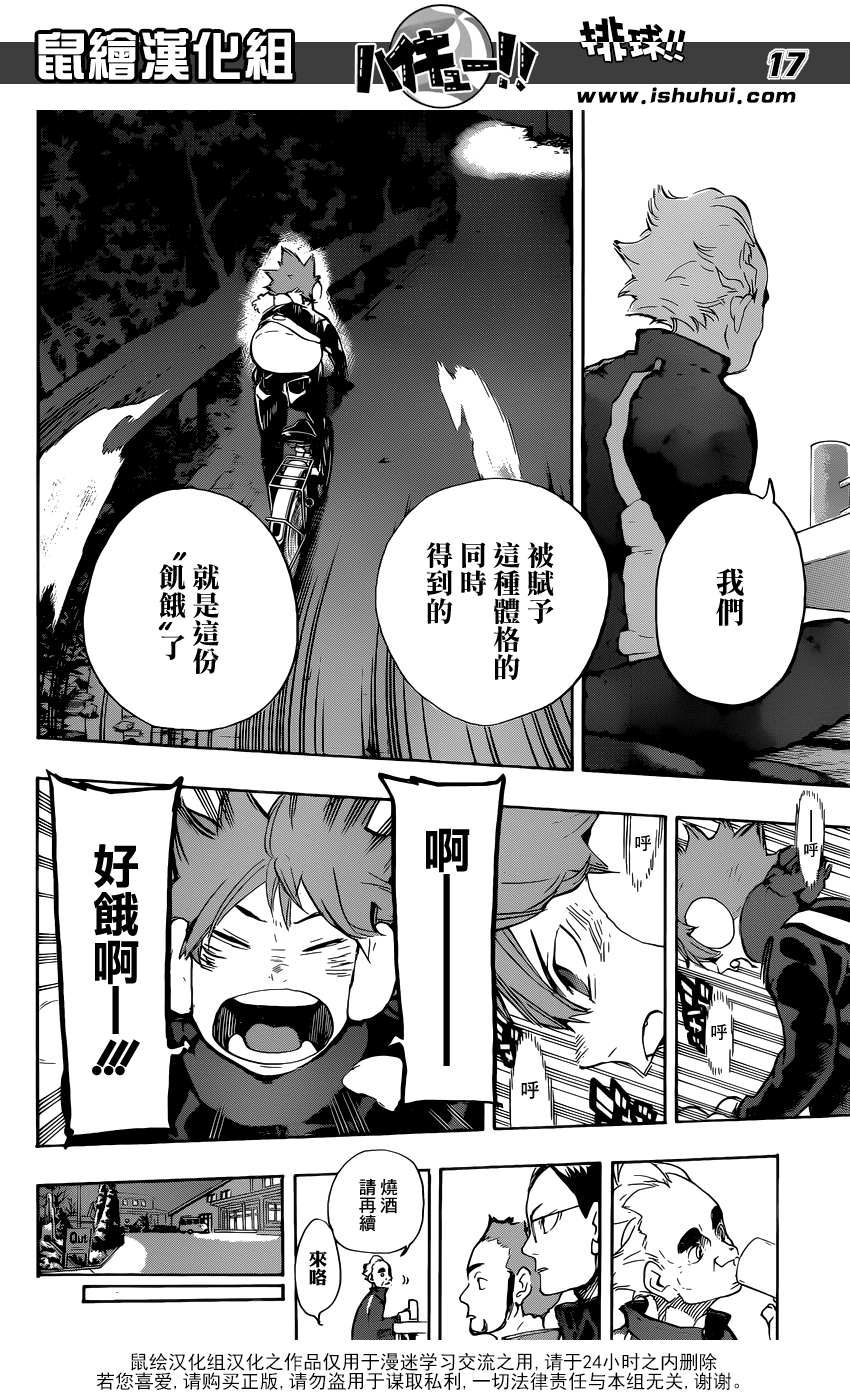 鼠繪漢化組
ハイキュー!!
排球!!
17
www.ishuhui.com
我們
被賦予
這種體格的
同時
得到的
就是這份
〝飢餓〞了
─呼
呼
呼
呼
啊──
好餓啊─!!!
燒酒
請再續
來咯
Out
鼠绘汉化组汉化之作品仅用于漫迷学习交流之用,请于24小时之内删除
若您喜爱,请购买正版,请勿盗用于谋取私利,一切法律责任与本组无关,谢谢。